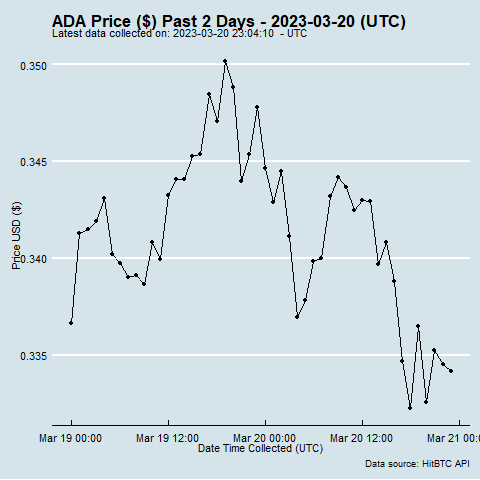 ADA Price ($) Past 2 Days - 2023-03-20 (UTC)
Latest data collected on: 2023-03-20 23:04:10 - UTC
0.350
0.345
0.340
0.335
Price USD ($)
Mar 19 00:00 Mar 19 12:00 Mar 20 00:00 Mar 20 12:00 Mar 21 00:0
Date Time Collected (UTC)
Data source: HitBTC API